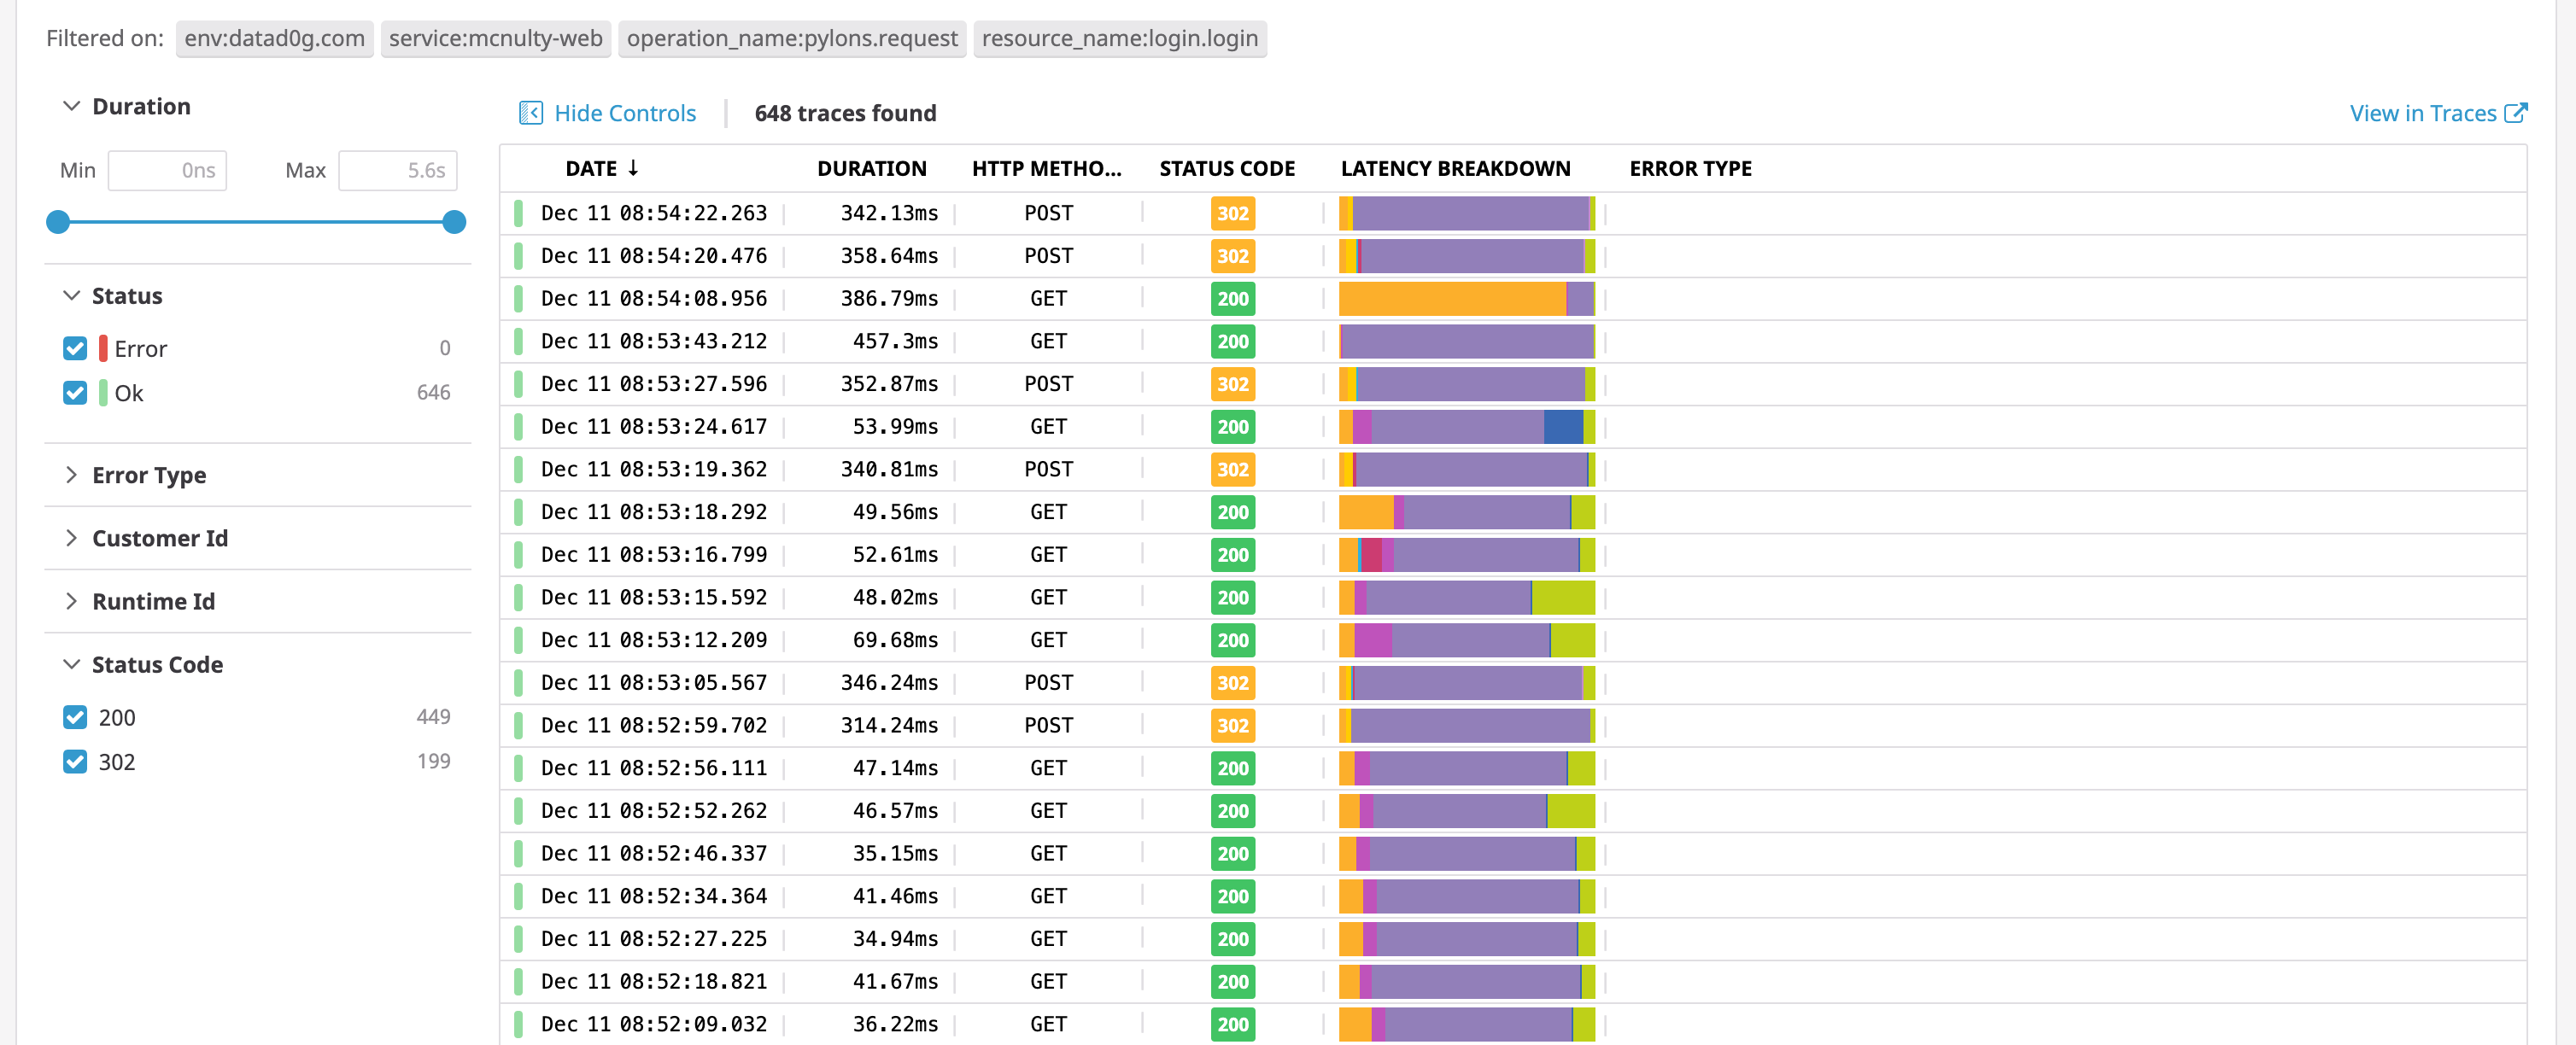 Filtered on: env:datad0g.com service:mcnulty-web operation_name:pylons.request resource_name:login.login
Duration
Min 0ns Max 5.6s
Status
Error 0
Ok 646
Error Type
Customer Id
Runtime Id
Status Code
200 449
302 199
Hide Controls 648 traces found View in Traces
DATE ↓ DURATION HTTP METHO... STATUS CODE LATENCY BREAKDOWN ERROR TYPE
Dec 11 08:54:22.263 342.13ms POST 302
Dec 11 08:54:20.476 358.64ms POST 302
Dec 11 08:54:08.956 386.79ms GET 200
Dec 11 08:53:43.212 457.3ms GET 200
Dec 11 08:53:27.596 352.87ms POST 302
Dec 11 08:53:24.617 53.99ms GET 200
Dec 11 08:53:19.362 340.81ms POST 302
Dec 11 08:53:18.292 49.56ms GET 200
Dec 11 08:53:16.799 52.61ms GET 200
Dec 11 08:53:15.592 48.02ms GET 200
Dec 11 08:53:12.209 69.68ms GET 200
Dec 11 08:53:05.567 346.24ms POST 302
Dec 11 08:52:59.702 314.24ms POST 302
Dec 11 08:52:56.111 47.14ms GET 200
Dec 11 08:52:52.262 46.57ms GET 200
Dec 11 08:52:46.337 35.15ms GET 200
Dec 11 08:52:34.364 41.46ms GET 200
Dec 11 08:52:27.225 34.94ms GET 200
Dec 11 08:52:18.821 41.67ms GET 200
Dec 11 08:52:09.032 36.22ms GET 200